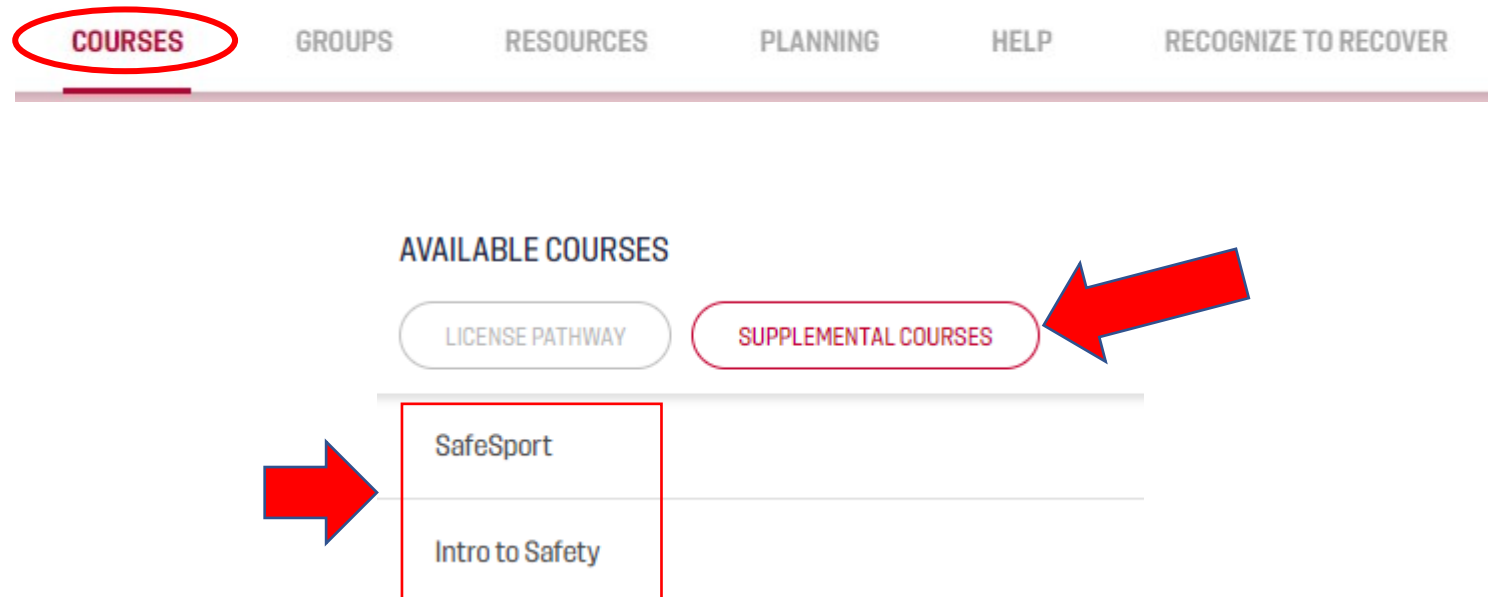 COURSES GROUPS RESOURCES PLANNING HELP RECOGNIZE TO RECOVER
AVAILABLE COURSES
LICENSE PATHWAY SUPPLEMENTAL COURSES
SafeSport
Intro to Safety